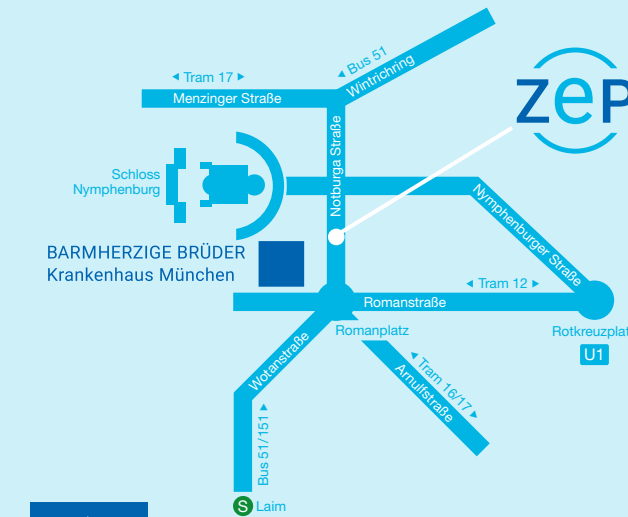 ◄ Bus 51
Wintrichring
◄ Tram 17 ►
Menzinger Straße
zep
Notburga Straße
Schloss
Nymphenburg
Nymphenburger Straße
BARMHERZIGE BRÜDER
Krankenhaus München
◄ Tram 12 ►
Romanstraße
Romanplatz
Rotkreuzplat
U1
Wotanstraße
◄ Tram 16/17 ►
Arnulfstraße
Bus 51/151 ►
S Laim